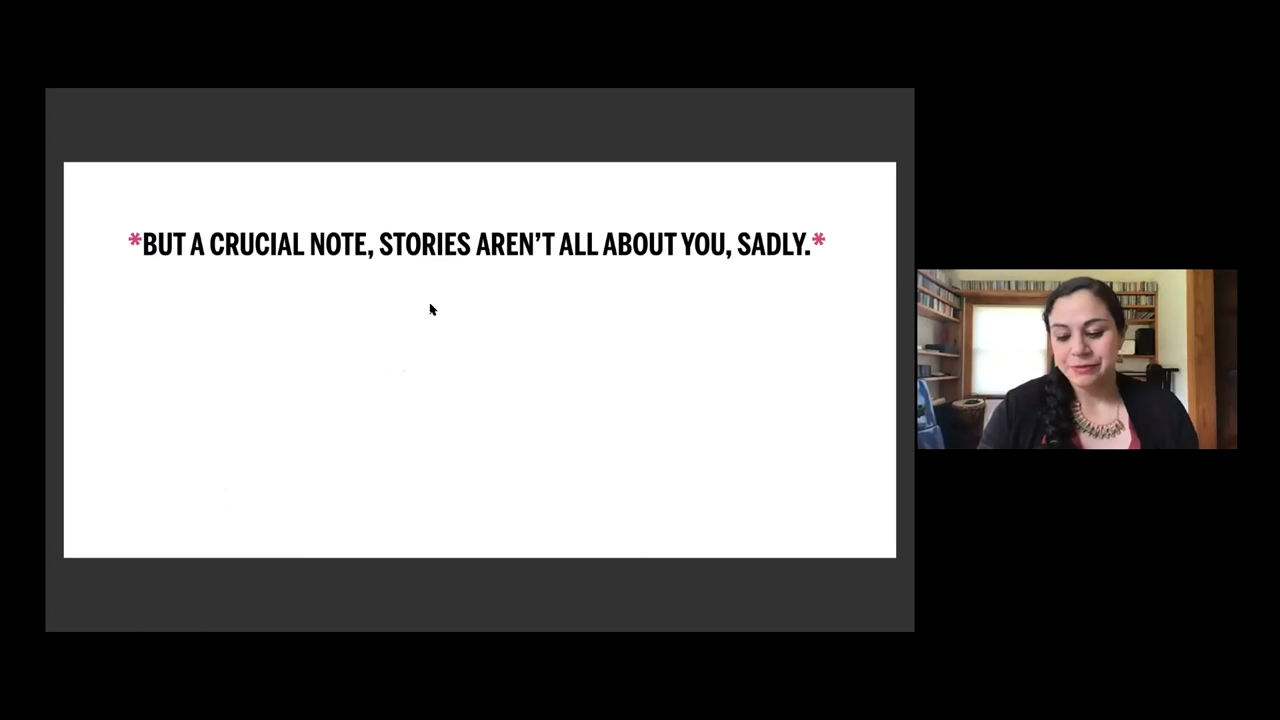 *BUT A CRUCIAL NOTE, STORIES AREN’T ALL ABOUT YOU, SADLY.*